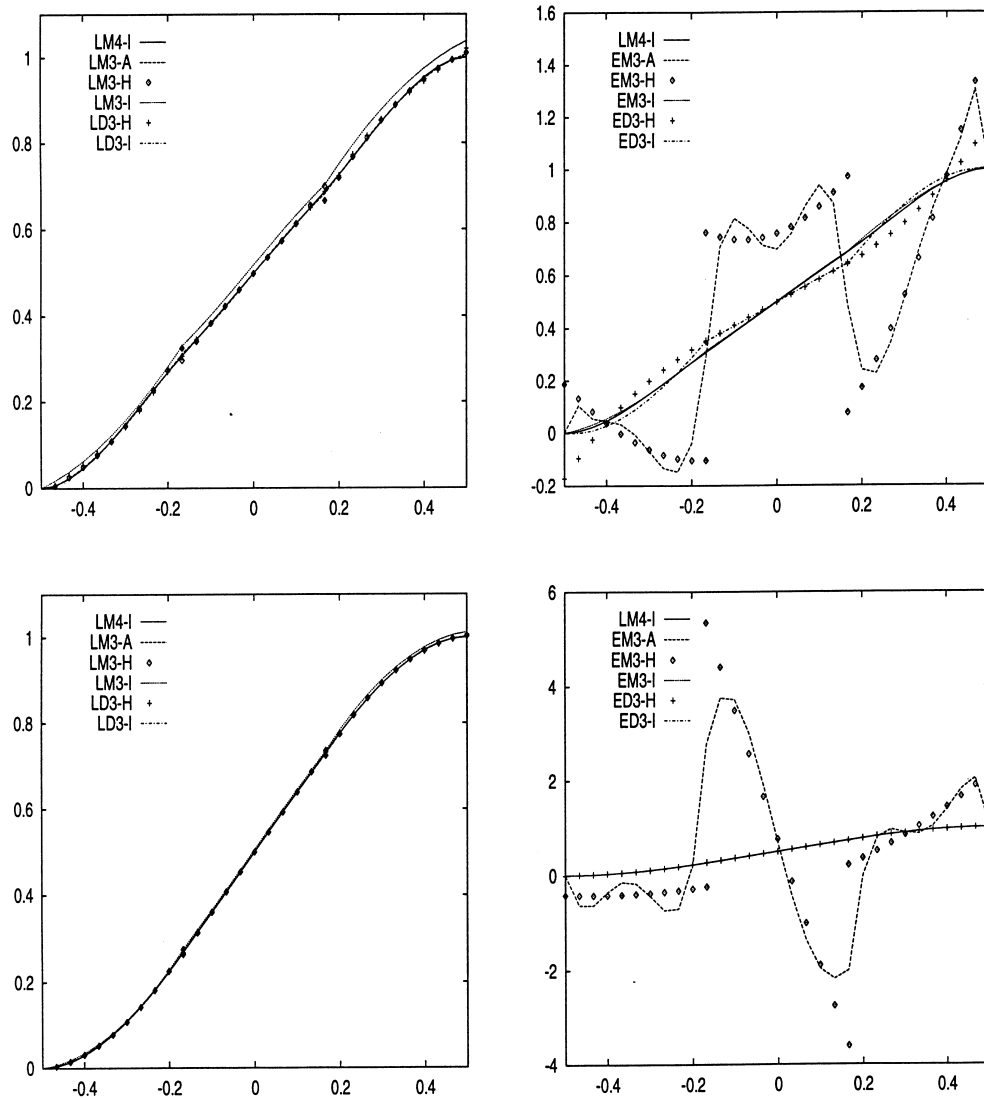 LM4-I
LM3-A
LM3-H
LM3-I
LD3-H
LD3-I
1
0.8
0.6
0.4
0.2
0
-0.4 -0.2 0 0.2 0.4
1.6
LM4-I
EM3-A
EM3-H
EM3-I
ED3-H
ED3-I
1.4
1.2
1
0.8
0.6
0.4
0.2
0
-0.2
-0.4 -0.2 0 0.2 0.4
LM4-I
LM3-A
LM3-H
LM3-I
LD3-H
LD3-I
1
0.8
0.6
0.4
0.2
0
-0.4 -0.2 0 0.2 0.4
6
LM4-I
EM3-A
EM3-H
EM3-I
ED3-H
ED3-I
4
2
0
-2
-4
-0.4 -0.2 0 0.2 0.4